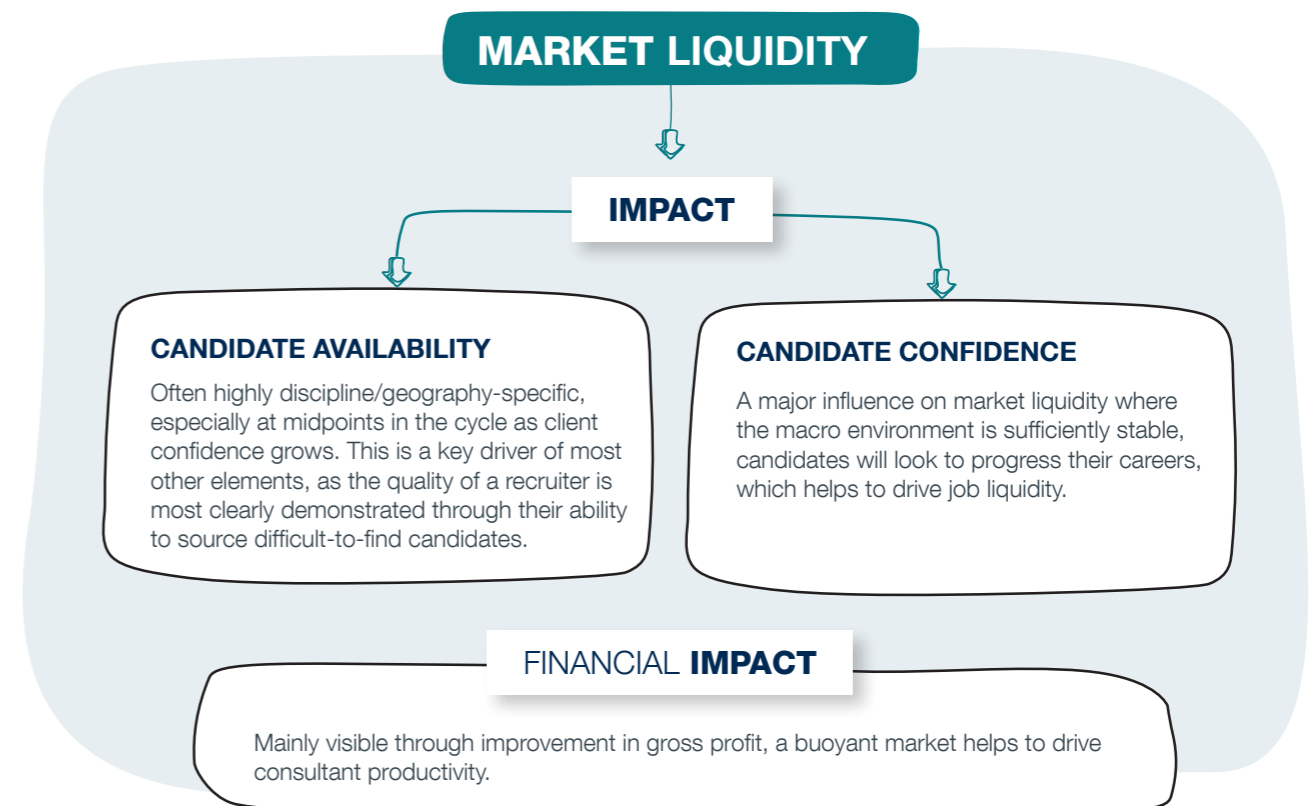 MARKET LIQUIDITY
IMPACT
CANDIDATE AVAILABILITY
Often highly discipline/geography-specific,
especially at midpoints in the cycle as client
confidence grows. This is a key driver of most
other elements, as the quality of a recruiter is
most clearly demonstrated through their ability
to source difficult-to-find candidates.
CANDIDATE CONFIDENCE
A major influence on market liquidity where
the macro environment is sufficiently stable,
candidates will look to progress their careers,
which helps to drive job liquidity.
FINANCIAL IMPACT
Mainly visible through improvement in gross profit, a buoyant market helps to drive
consultant productivity.